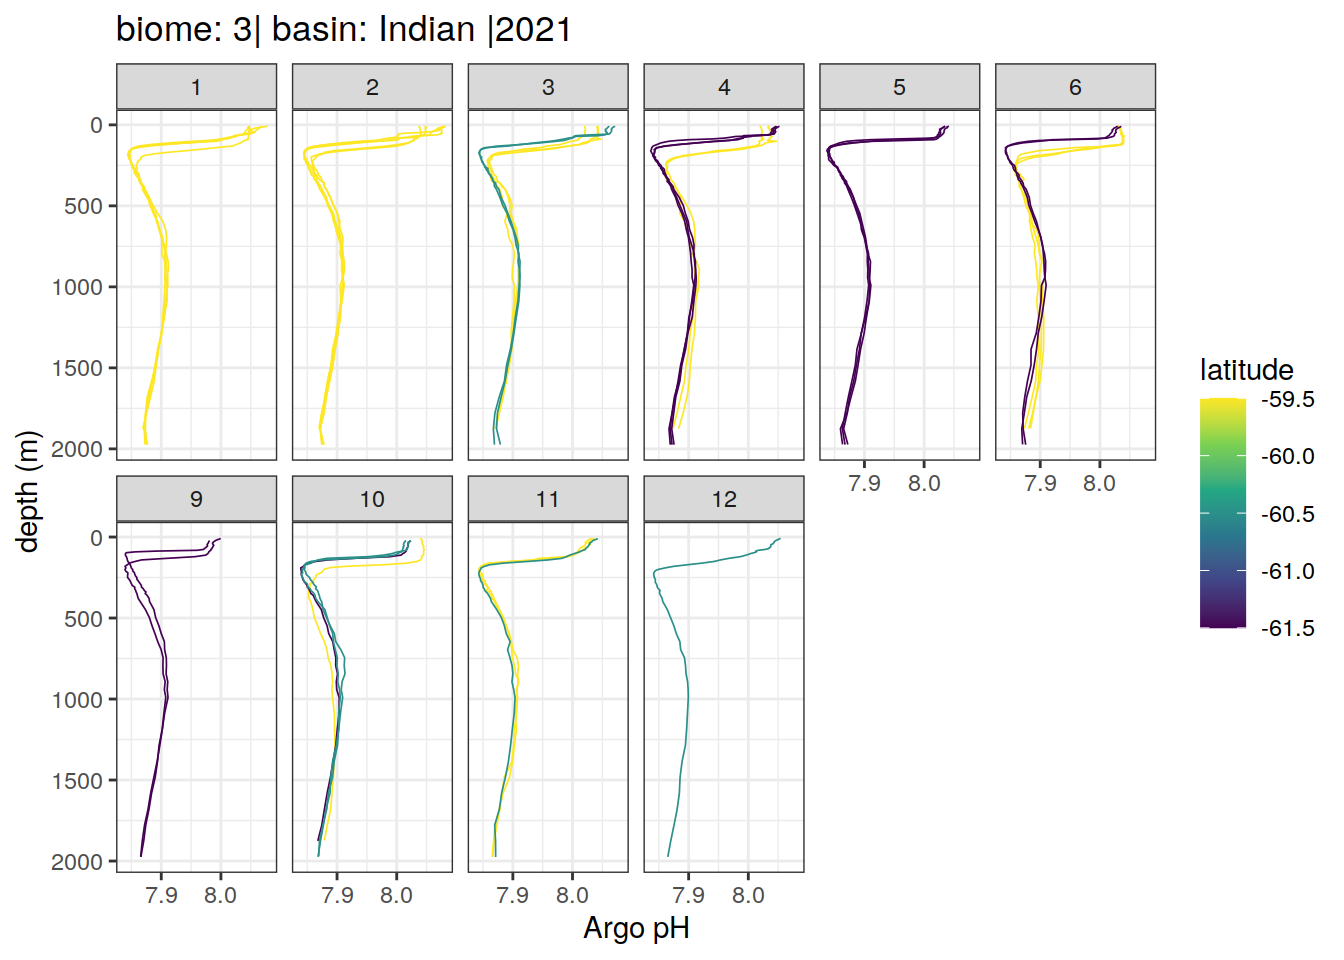 biome: 3| basin: Indian |2021
1 2 3 4 5 6
0
500
1000
1500
2000
7.9 8.0 7.9 8.0
9 10 11 12
0
500
1000
1500
2000
7.9 8.0 7.9 8.0 7.9 8.0 7.9 8.0
depth (m)
Argo pH
latitude
-59.5
-60.0
-60.5
-61.0
-61.5